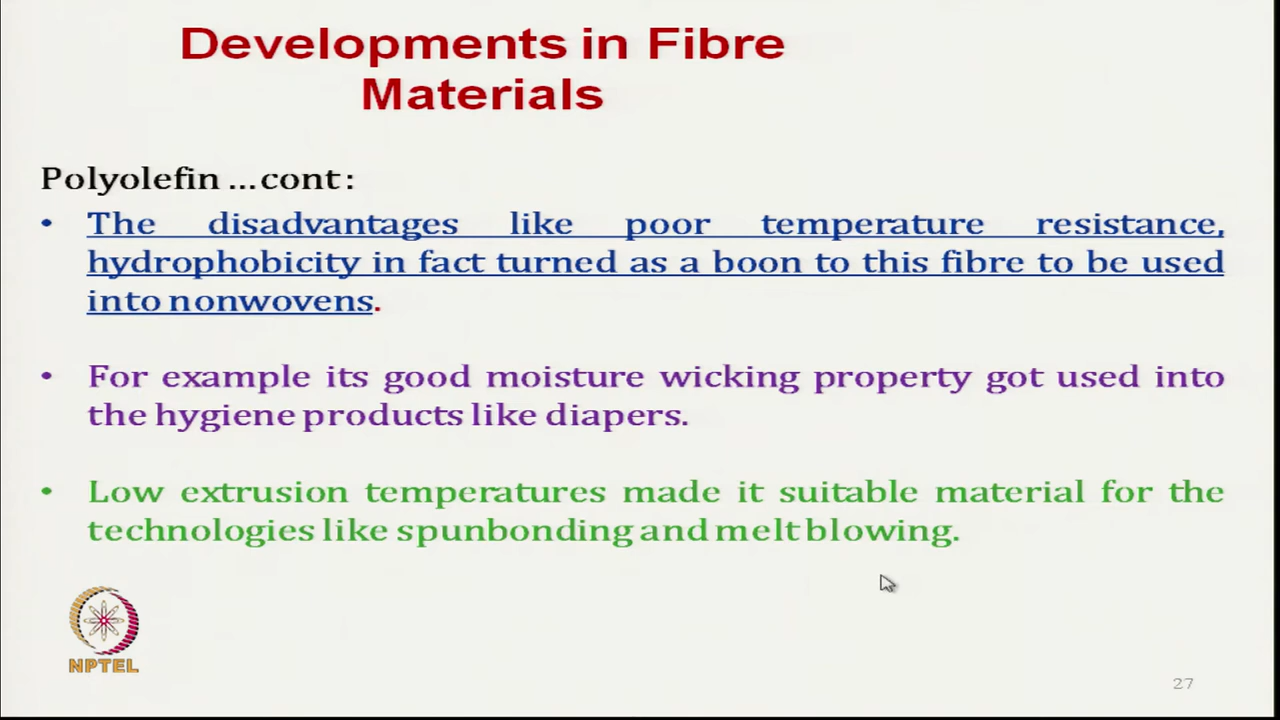 Developments in Fibre
Materials
Polyolefin ...cont:
• The disadvantages like poor temperature resistance,
hydrophobicity in fact turned as a boon to this fibre to be used
into nonwovens.
• For example its good moisture wicking property got used into
the hygiene products like diapers.
• Low extrusion temperatures made it suitable material for the
technologies like spunbonding and melt blowing.
NPTEL
27